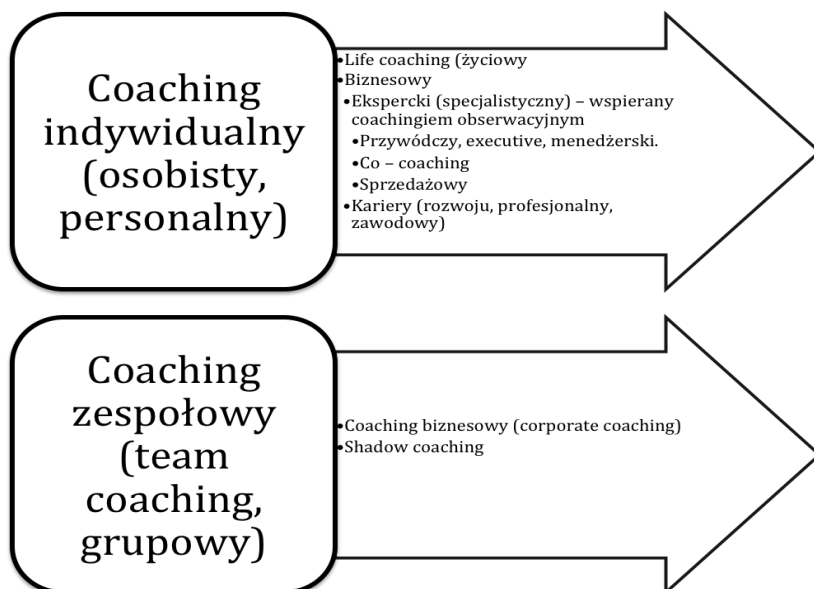 Coaching
indywidualny
(osobisty,
personalny)
•Life coaching (życiowy
•Biznesowy
•Ekspercki (specjalistyczny) – wspierany
coachingiem obserwacyjnym
•Przywódczy, executive, menedżerski.
•Co – coaching
•Sprzedażowy
•Kariery (rozwoju, profesjonalny,
zawodowy)
Coaching
zespołowy
(team
coaching,
grupowy)
•Coaching biznesowy (corporate coaching)
•Shadow coaching